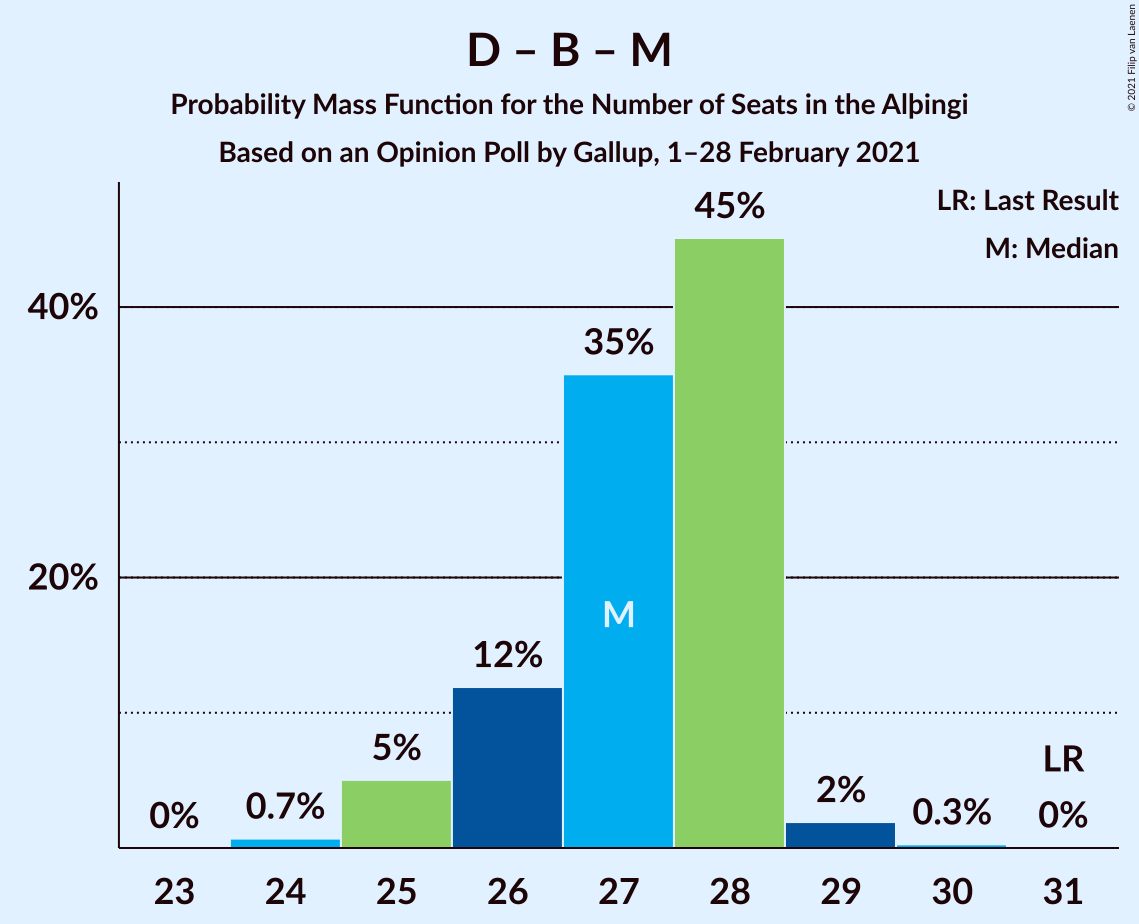 D – B – M
Probability Mass Function for the Number of Seats in the Alþingi
Based on an Opinion Poll by Gallup, 1–28 February 2021
© 2021 Filip van Laenen
LR: Last Result
M: Median
45%
40%
35%
20%
M
12%
5%
LR
0%
0.7%
2%
0.3%
0%
23 24 25 26 27 28 29 30 31